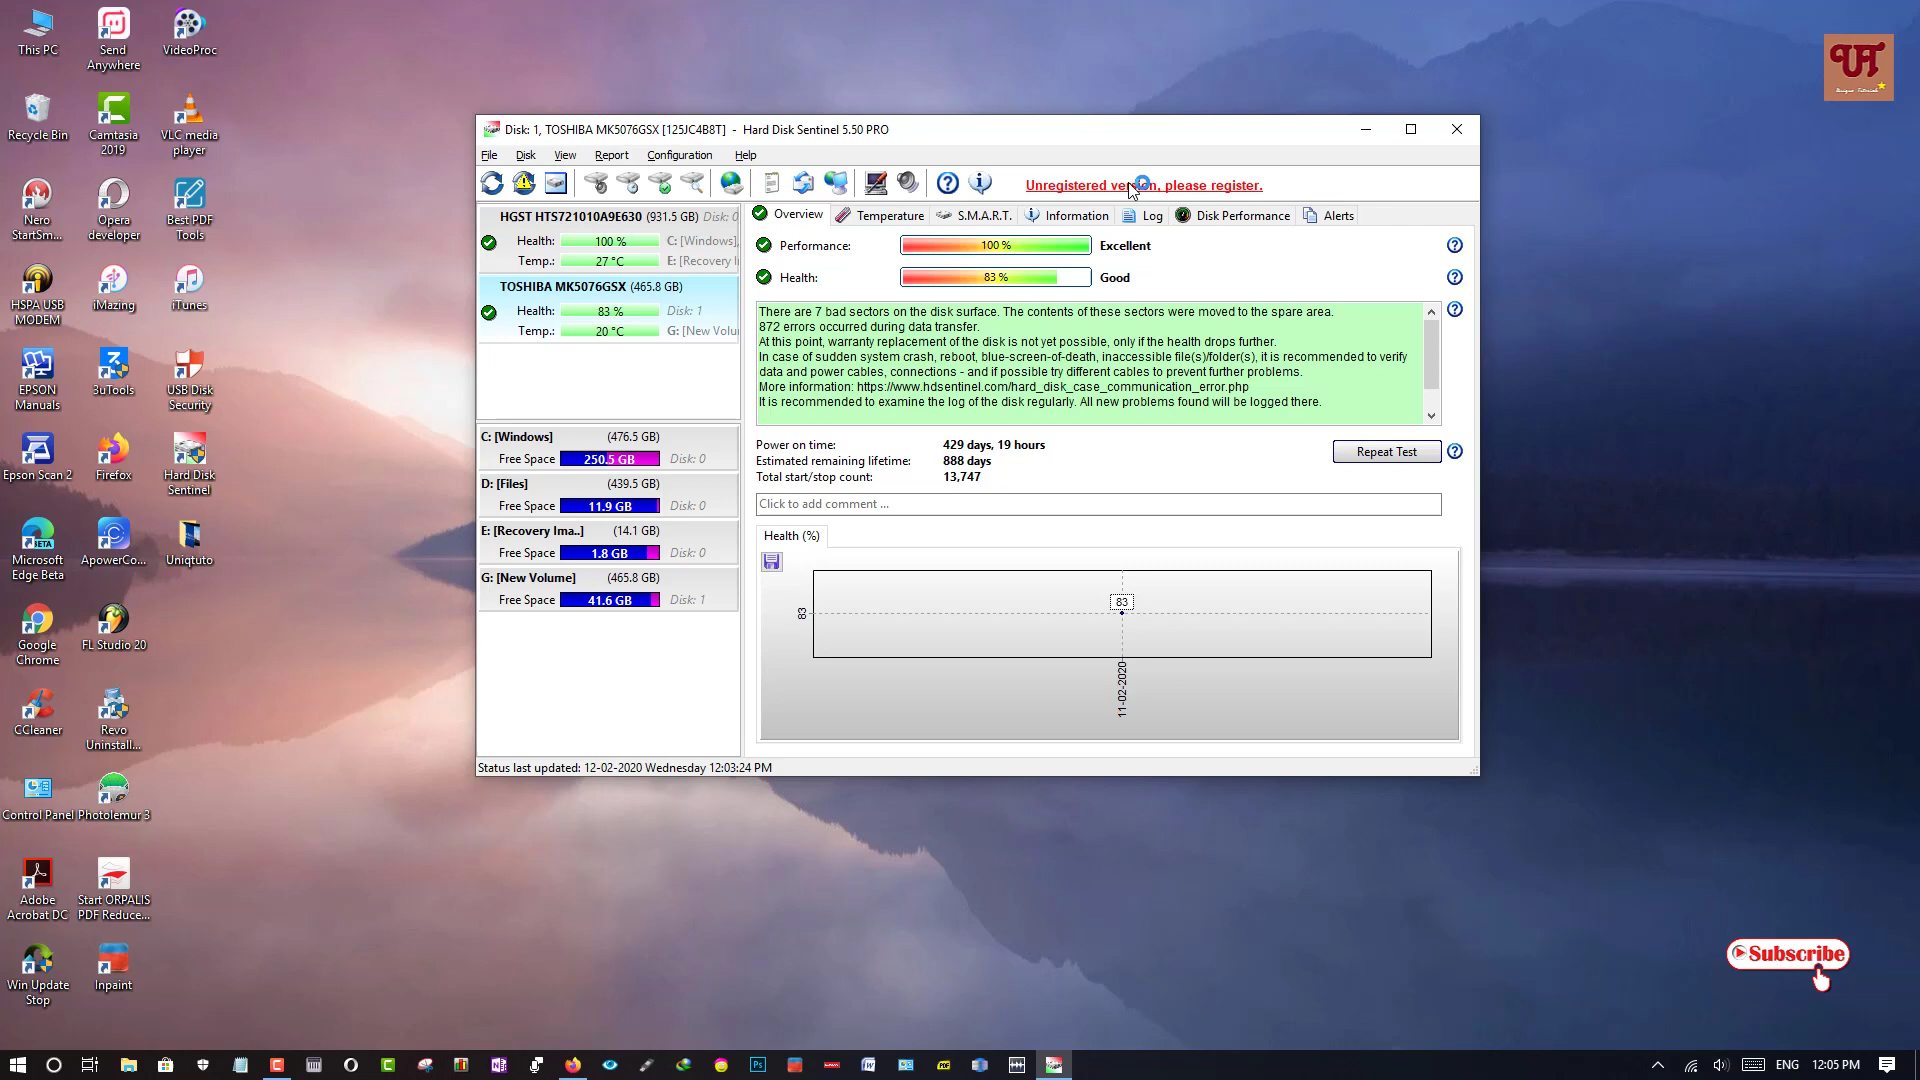 This PC
Send
Anywhere
VideoProc
Recycle Bin
Camtasia
2019
VLC media
player
Nero
StartSm...
Opera
developer
Best PDF
Tools
HSPA USB
MODEM
iMazing
iTunes
EPSON
Manuals
3uTools
USB Disk
Security
Epson Scan 2
Firefox
Hard Disk
Sentinel
Microsoft
Edge Beta
ApowerCo...
Uniqtuto
Google
Chrome
FL Studio 20
CCleaner
Revo
Uninstall...
Control Panel
Photolemur 3
Adobe
Acrobat DC
Start ORPALIS
PDF Reduce...
Win Update
Stop
Inpaint
Disk: 1, TOSHIBA MK5076GSX [125JC4B8T] - Hard Disk Sentinel 5.50 PRO
File Disk View Report Configuration Help
Unregistered version, please register.
HGST HTS721010A9E630 (931.5 GB) Disk: 0
Health: 100 % C: [Windows],
Temp.: 27 °C E: [Recovery I
TOSHIBA MK5076GSX (465.8 GB)
Health: 83 % Disk: 1
Temp.: 20 °C G: [New Volu
C: [Windows] (476.5 GB)
Free Space 250.5 GB Disk: 0
D: [Files] (439.5 GB)
Free Space 11.9 GB Disk: 0
E: [Recovery Ima..] (14.1 GB)
Free Space 1.8 GB Disk: 0
G: [New Volume] (465.8 GB)
Free Space 41.6 GB Disk: 1
Overview Temperature S.M.A.R.T. Information Log Disk Performance Alerts
Performance: 100 % Excellent
Health: 83 % Good
There are 7 bad sectors on the disk surface. The contents of these sectors were moved to the spare area.
872 errors occurred during data transfer.
At this point, warranty replacement of the disk is not yet possible, only if the health drops further.
In case of sudden system crash, reboot, blue-screen-of-death, inaccessible file(s)/folder(s), it is recommended to verify
data and power cables, connections - and if possible try different cables to prevent further problems.
More information: https://www.hdsentinel.com/hard_disk_case_communication_error.php
It is recommended to examine the log of the disk regularly. All new problems found will be logged there.
Power on time: 429 days, 19 hours
Estimated remaining lifetime: 888 days
Total start/stop count: 13,747
Repeat Test
Click to add comment ...
Health (%)
83
83
11-02-2020
Status last updated: 12-02-2020 Wednesday 12:03:24 PM
UT
Unique Tutorials
Subscribe
ENG 12:05 PM